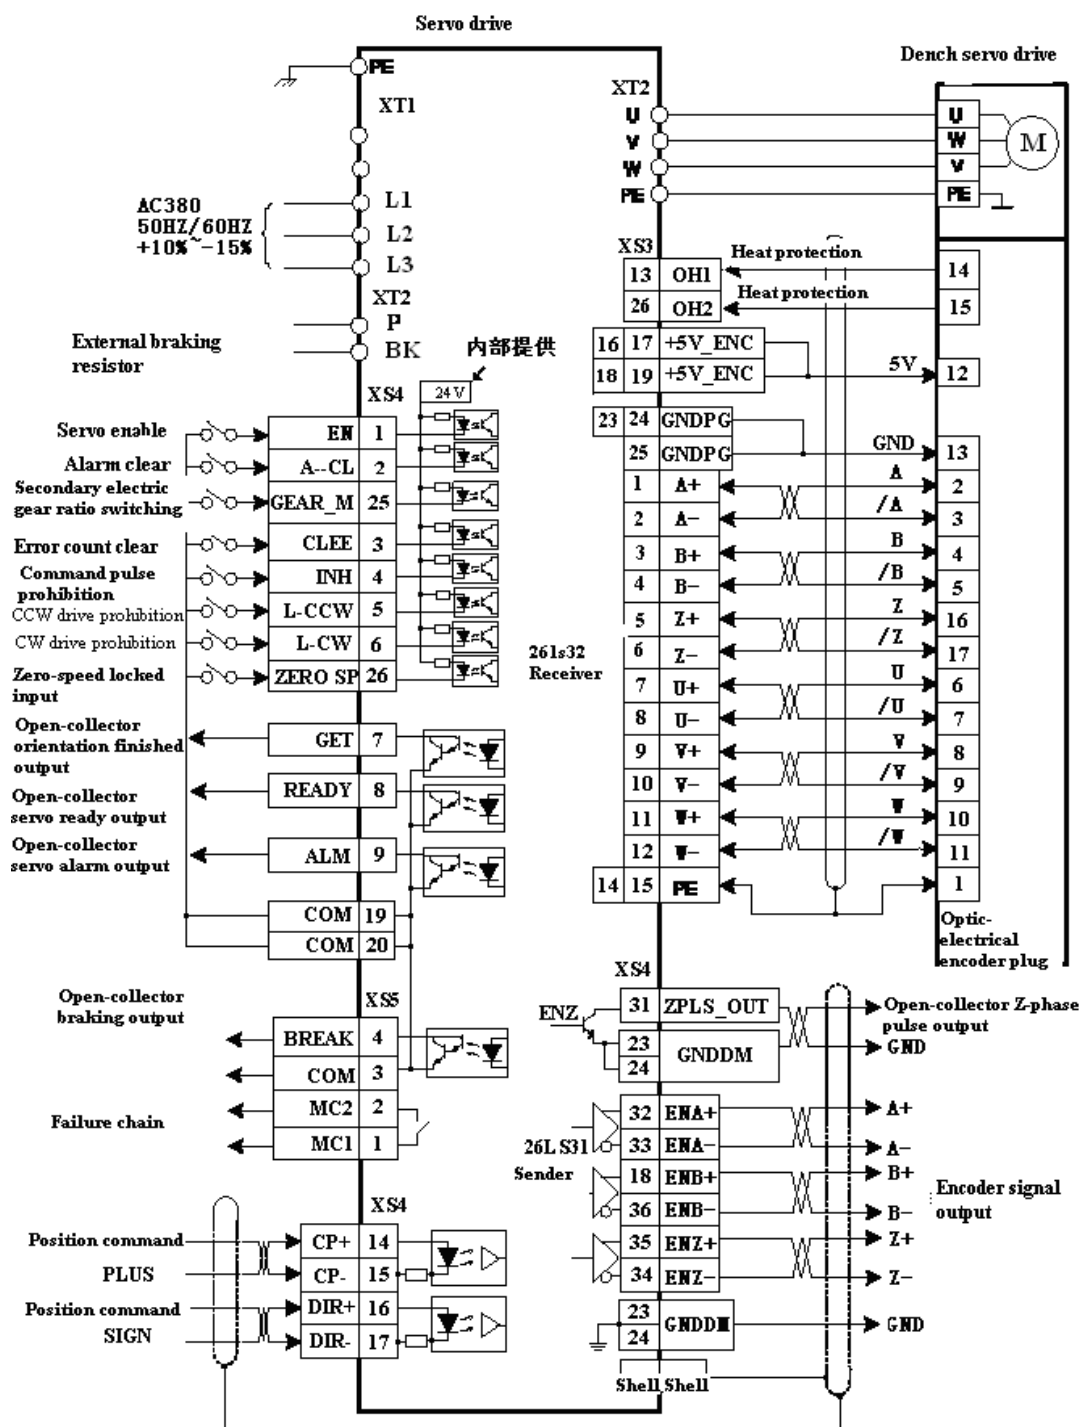 Servo drive
Dench servo drive
PE
XT1
AC380
50HZ/60HZ
+10%~-15%
L1
L2
L3
XT2
P
BK
External braking
resistor
内部提供
24V
XS4
Servo enable
EN 1
Alarm clear
A--CL 2
Secondary electric
gear ratio switching
GEAR_M 25
Error count clear
CLEE 3
Command pulse
prohibition
INH 4
CCW drive prohibition
L-CCW 5
CW drive prohibition
L-CW 6
Zero-speed locked
input
ZERO SP 26
Open-collector
orientation finished
output
GET 7
Open-collector
servo ready output
READY 8
Open-collector
servo alarm output
ALM 9
COM 19
COM 20
XS5
Open-collector
braking output
BREAK 4
COM 3
Failure chain
MC2 2
MC1 1
XS4
Position command
PLUS
CP+ 14
CP- 15
Position command
SIGN
DIR+ 16
DIR- 17
XT2
U
V
W
PE
U
W
V
PE
M
XS3
13 OH1 Heat protection 14
26 OH2 Heat protection 15
16 17 +5V_ENC
18 19 +5V_ENC 5V 12
23 24 GNDPG
25 GNDPG GND 13
1 A+ A 2
2 A- /A 3
3 B+ B 4
4 B- /B 5
5 Z+ Z 16
6 Z- /Z 17
7 U+ U 6
8 U- /U 7
9 V+ V 8
10 V- /V 9
11 W+ W 10
12 W- /W 11
14 15 PE 1
261s32
Receiver
Optic-
electrical
encoder plug
XS4
ENZ
31 ZPLS_OUT
23
24
GNDDM
Open-collector Z-phase
pulse output
GND
26LS31
Sender
32 ENA+ A+
33 ENA- A-
18 ENB+ B+
36 ENB- B-
35 ENZ+ Z+
34 ENZ- Z-
Encoder signal
output
23
24
GNDDM
GND
Shell Shell